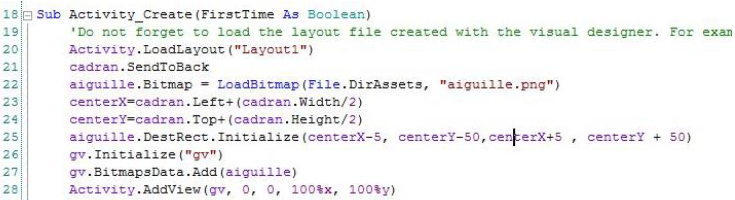 18 Sub Activity_Create(FirstTime As Boolean)
19 'Do not forget to load the layout file created with the visual designer. For exam
20 Activity.LoadLayout("Layout1")
21 cadran.SendToBack
22 aiguille.Bitmap = LoadBitmap(File.DirAssets, "aiguille.png")
23 centerX=cadran.Left+(cadran.Width/2)
24 centerY=cadran.Top+(cadran.Height/2)
25 aiguille.DestRect.Initialize(centerX-5, centerY-50,centerX+5 , centerY + 50)
26 gv.Initialize("gv")
27 gv.BitmapsData.Add(aiguille)
28 Activity.AddView(gv, 0, 0, 100%x, 100%y)